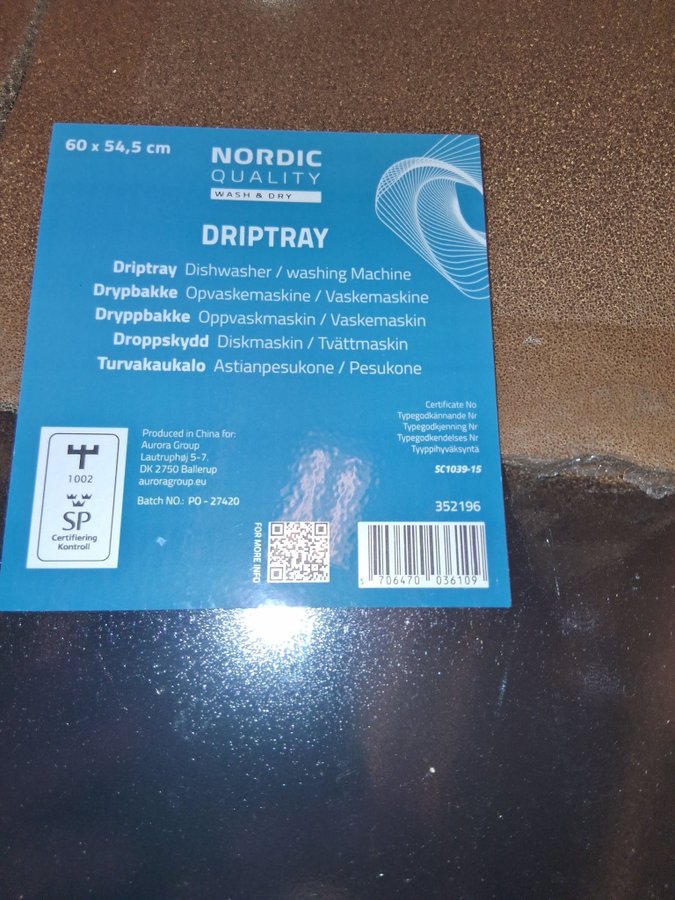 60 x 54,5 cm
NORDIC
QUALITY
WASH & DRY
DRIPTRAY
Driptray Dishwasher / washing Machine
Drypbakke Opvaskemaskine / Vaskemaskine
Dryppbakke Oppvaskmaskin / Vaskemaskin
Droppskydd Diskmaskin / Tvättmaskin
Turvakaukalo Astianpesukone / Pesukone
Certificate No
Typegodkännande Nr
Typegodkjenning Nr
Typegodkendelses Nr
Tyyppihyväksyntä
SC1039-15
352196
1002
SP
Certifiering
Kontroll
Produced in China for:
Aurora Group
Lautruphøj 5-7.
DK 2750 Ballerup
auroragroup.eu
Batch NO.: PO - 27420
FOR MORE INFO
5 706470 036109